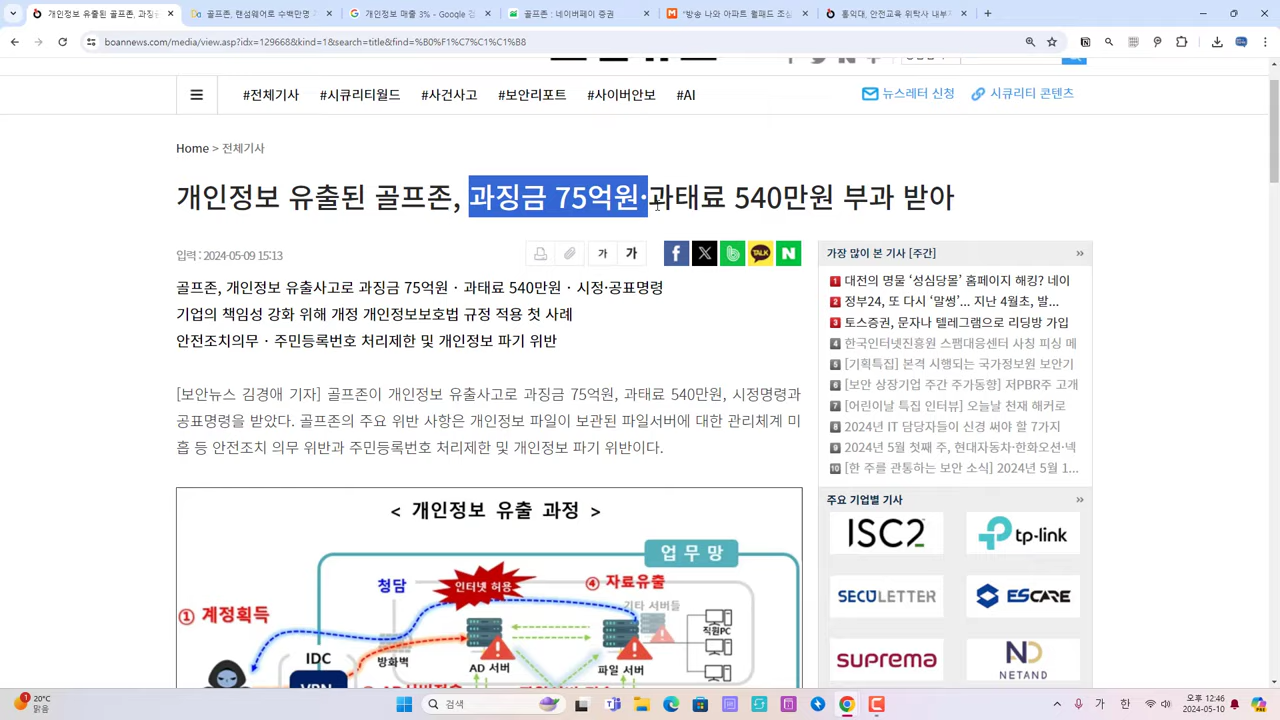 개인정보 유출된 골프존, 과징금
골프존, 랜섬웨어로 수백만명
개인정보 매출 3% - Google 검
골프존 : 네이버페이 증권
"방송 나와 아파트 월패드 조심
홍익대, 안전교육 위탁사 내부
boannews.com/media/view.asp?idx=129668&kind=1&search=title&find=%B0%F1%C7%C1%C1%B8
#전체기사 #시큐리티월드 #사건사고 #보안리포트 #사이버안보 #AI
뉴스레터 신청 시큐리티 콘텐츠
Home > 전체기사
개인정보 유출된 골프존, 과징금 75억원·과태료 540만원 부과 받아
입력 : 2024-05-09 15:13
가 가
f X b TALK N
골프존, 개인정보 유출사고로 과징금 75억원ㆍ과태료 540만원ㆍ시정·공표명령
기업의 책임성 강화 위해 개정 개인정보보호법 규정 적용 첫 사례
안전조치의무ㆍ주민등록번호 처리제한 및 개인정보 파기 위반
[보안뉴스 김경애 기자] 골프존이 개인정보 유출사고로 과징금 75억원, 과태료 540만원, 시정명령과
공표명령을 받았다. 골프존의 주요 위반 사항은 개인정보 파일이 보관된 파일서버에 대한 관리체계 미
흡 등 안전조치 의무 위반과 주민등록번호 처리제한 및 개인정보 파기 위반이다.
< 개인정보 유출 과정 >
업무망
청담
인터넷 허용
④ 자료유출
기타 서버들
① 계정획득
직원PC
IDC
방화벽
AD 서버
파일 서버
VPN
가장 많이 본 기사 [주간] »
1 대전의 명물 ‘성심당몰’ 홈페이지 해킹? 네이
2 정부24, 또 다시 ‘말썽’... 지난 4월초, 발...
3 토스증권, 문자나 텔레그램으로 리딩방 가입
4 한국인터넷진흥원 스팸대응센터 사칭 피싱 메
5 [기획특집] 본격 시행되는 국가정보원 보안기
6 [보안 상장기업 주간 주가동향] 저PBR주 고개
7 [어린이날 특집 인터뷰] 오늘날 천재 해커로
8 2024년 IT 담당자들이 신경 써야 할 7가지
9 2024년 5월 첫째 주, 현대자동차·한화오션·넥
10 [한 주를 관통하는 보안 소식] 2024년 5월 1...
주요 기업별 기사 »
ISC2
tp-link
SECULETTER
ESCARE
suprema
NETAND
1
20°C
맑음
검색
가 한
오후 12:46
2024-05-10